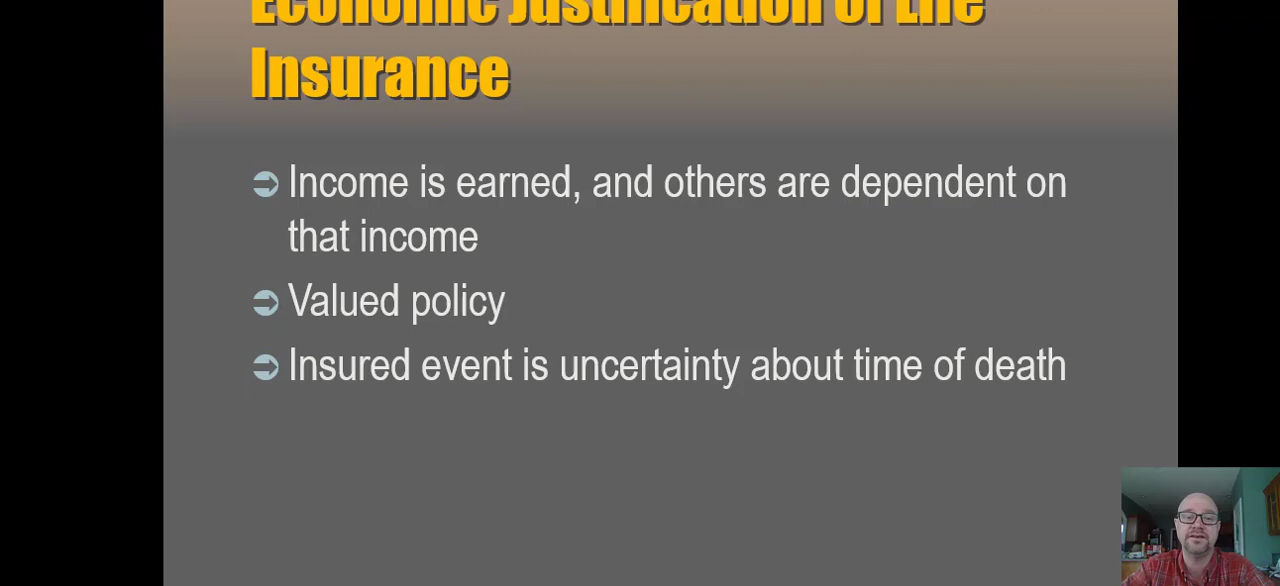 Economic Justification of Life
Insurance
Income is earned, and others are dependent on
that income
Valued policy
Insured event is uncertainty about time of death